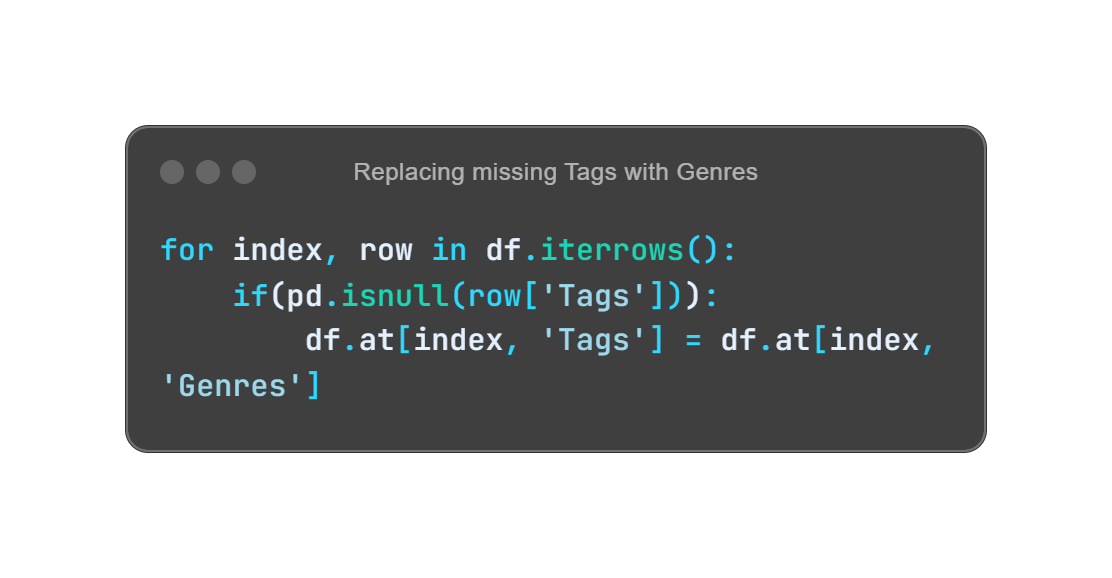 Replacing missing Tags with Genres
for index, row in df.iterrows():
    if(pd.isnull(row['Tags'])):
        df.at[index, 'Tags'] = df.at[index,
'Genres']